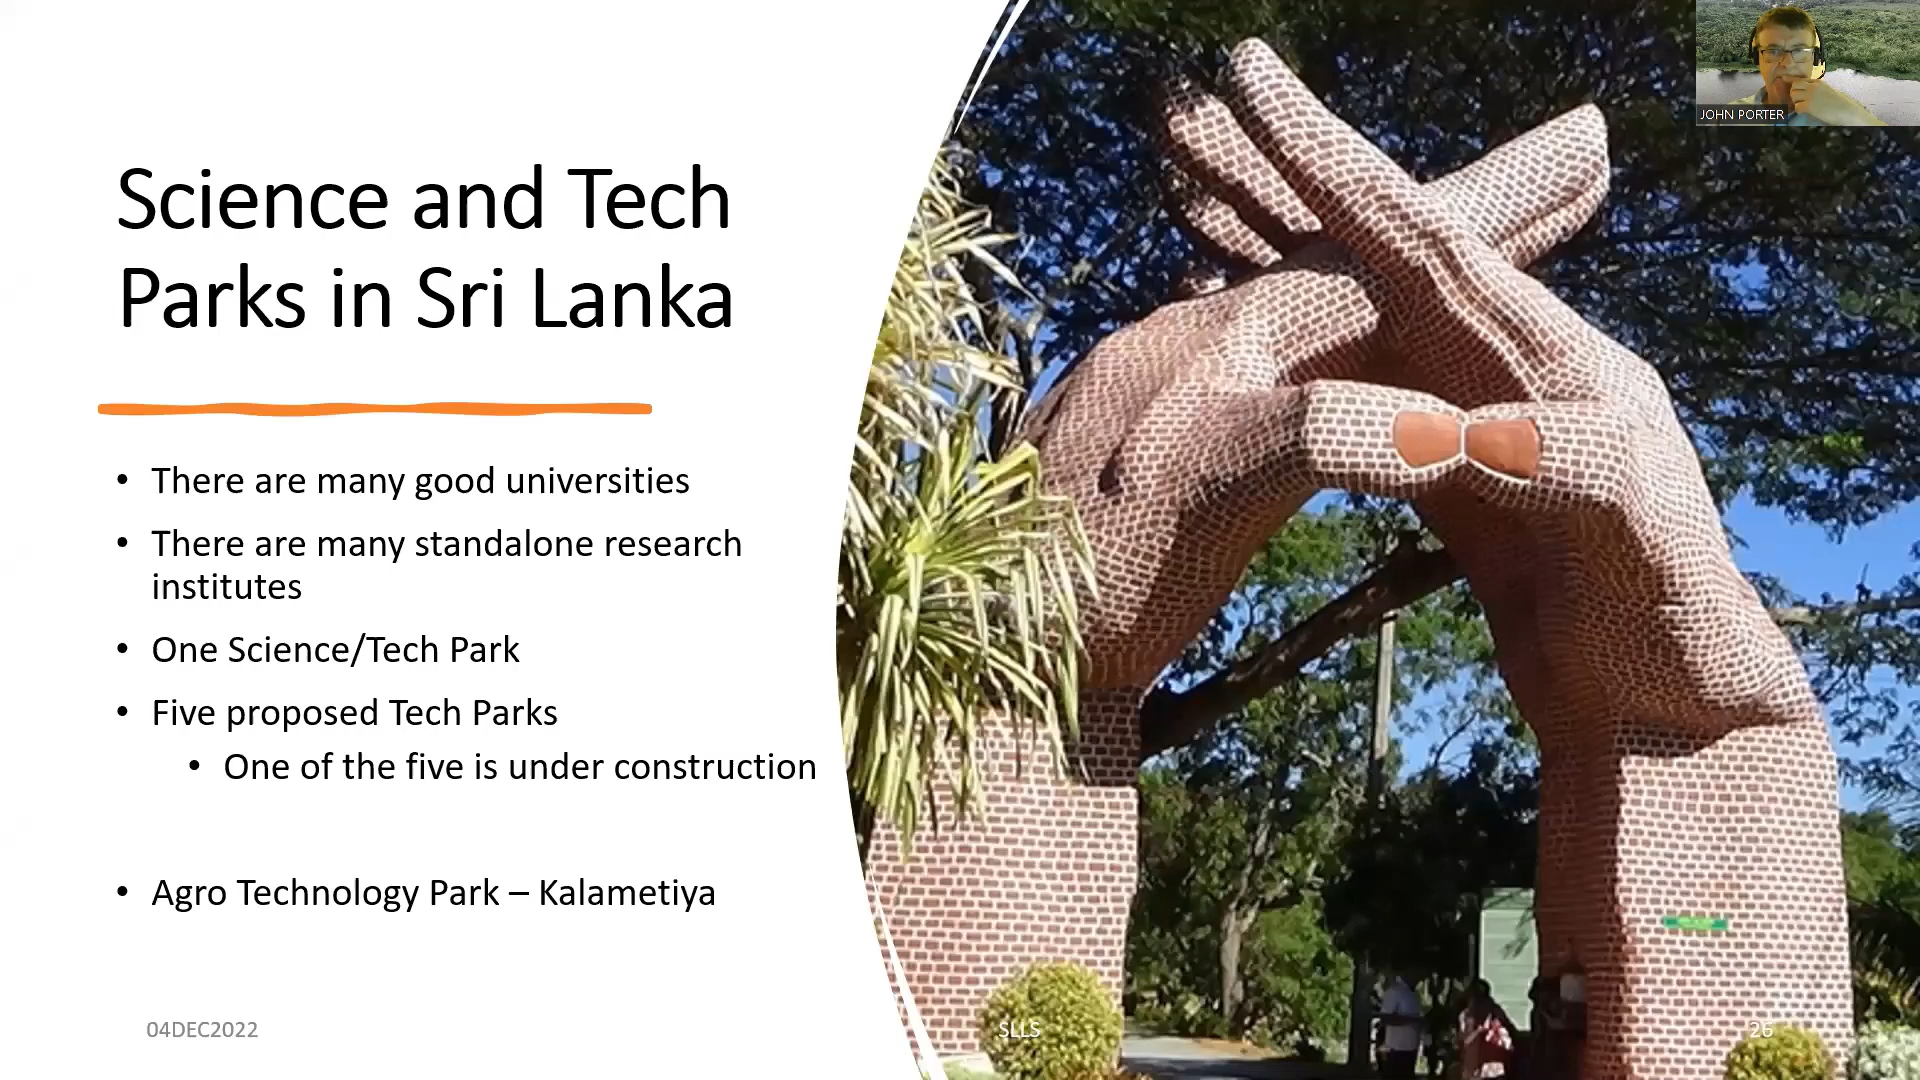 JOHN PORTER
Science and Tech
Parks in Sri Lanka
• There are many good universities
• There are many standalone research
institutes
• One Science/Tech Park
• Five proposed Tech Parks
• One of the five is under construction
• Agro Technology Park – Kalametiya
04DEC2022
SLLS
26